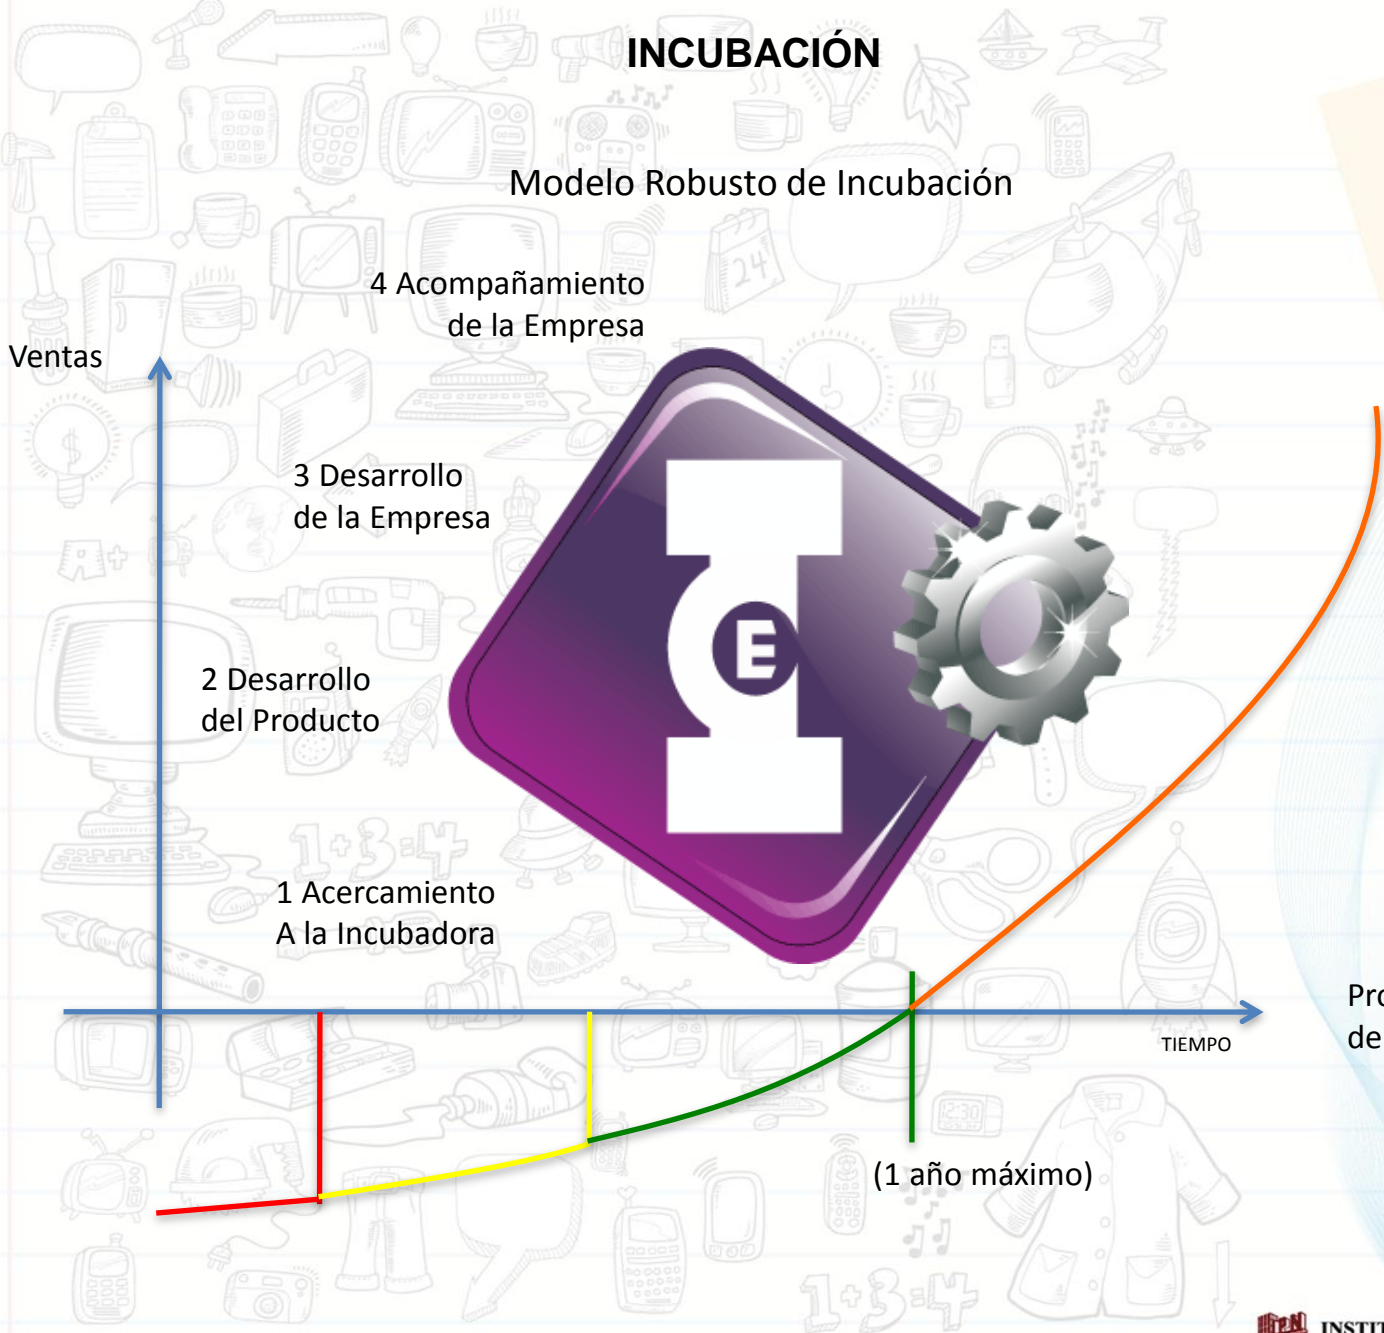 INCUBACIÓN
Modelo Robusto de Incubación
4 Acompañamiento
de la Empresa
Ventas
3 Desarrollo
de la Empresa
E
2 Desarrollo
del Producto
1 Acercamiento
A la Incubadora
TIEMPO
de
(1 año máximo)